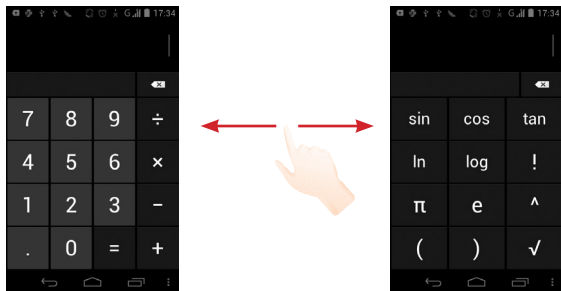 G 17:34
7 8 9 ÷
4 5 6 ×
1 2 3 −
. 0 = +
G 17:34
sin cos tan
ln log !
π e ^
( ) √